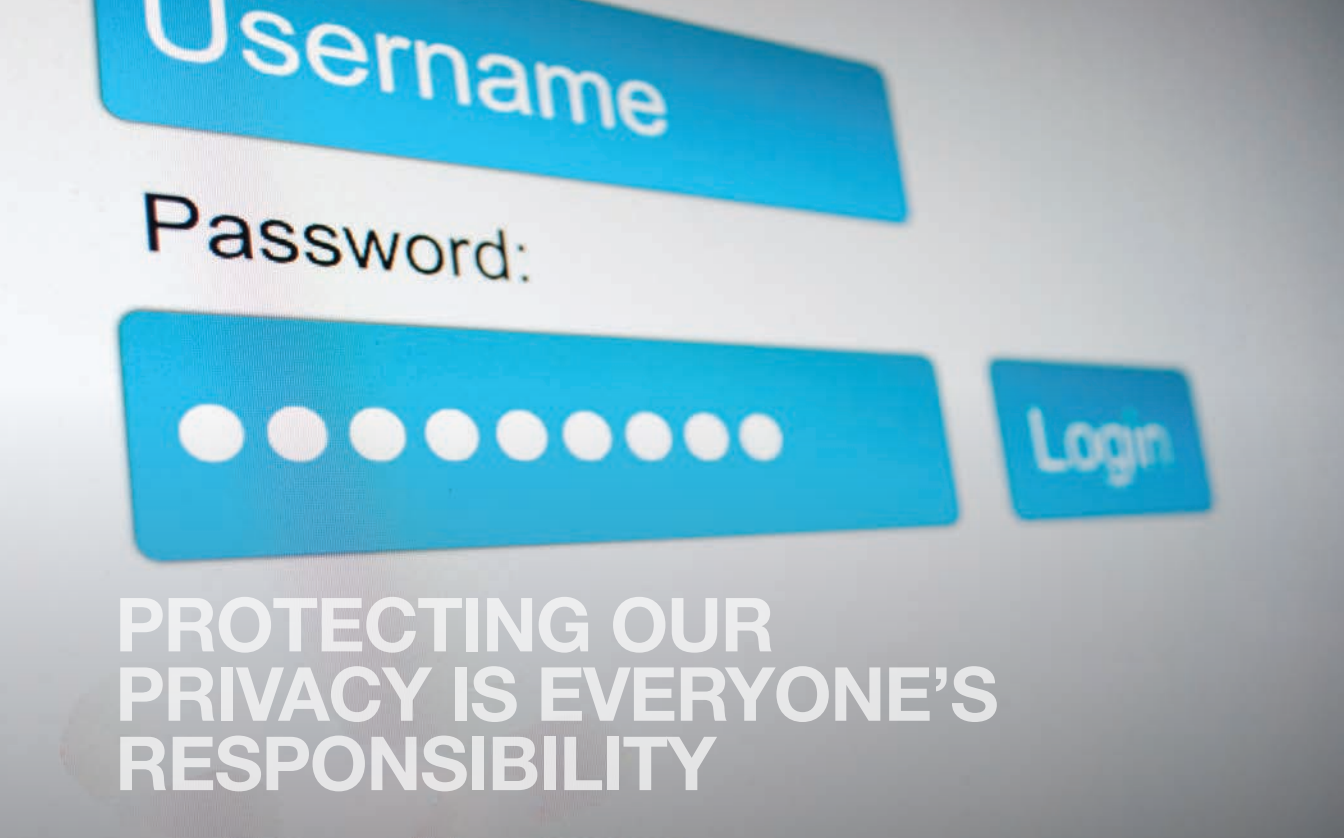 Username
Password:
Login
PROTECTING OUR
PRIVACY IS EVERYONE’S
RESPONSIBILITY